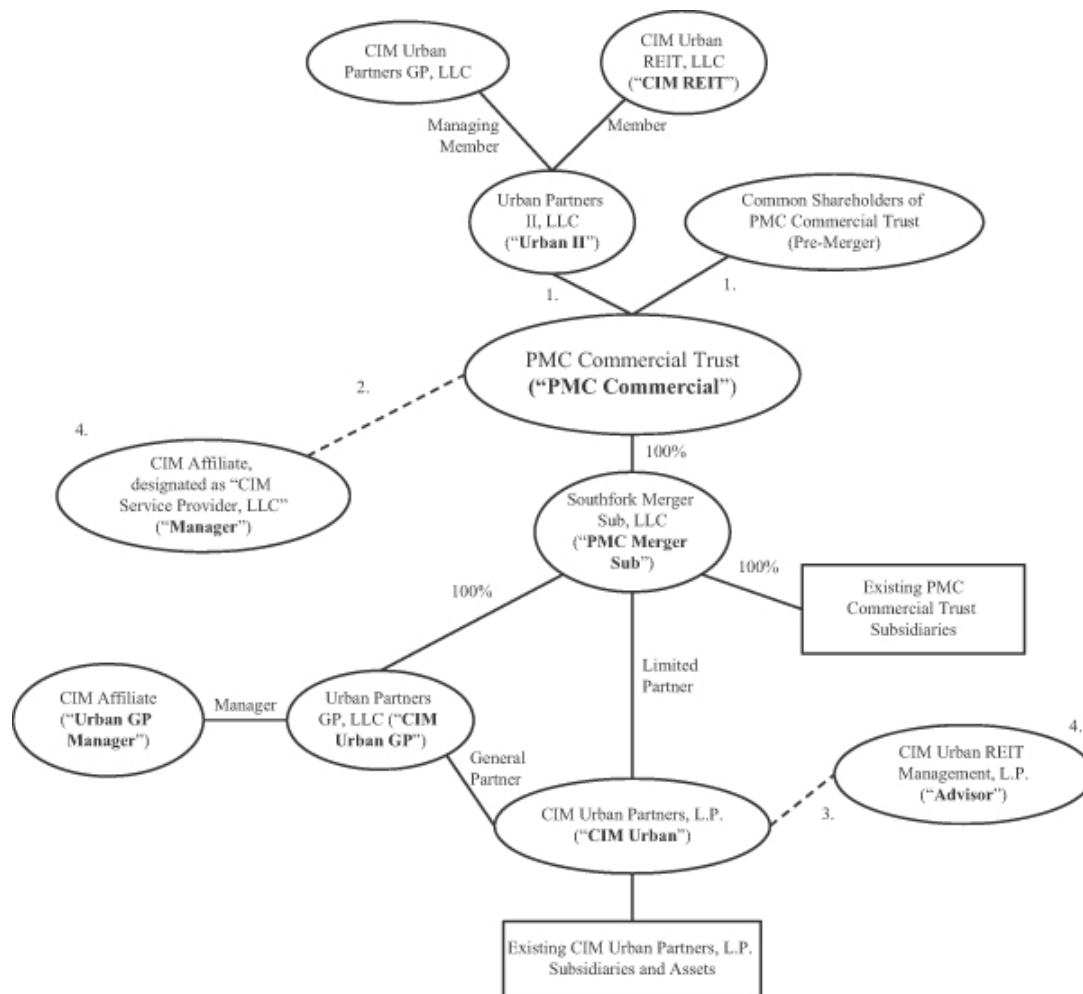 CIM Urban
Partners GP, LLC
CIM Urban
REIT, LLC
(“CIM REIT”)
Managing
Member
Member
Urban Partners
II, LLC
(“Urban II”)
Common Shareholders of
PMC Commercial Trust
(Pre-Merger)
1.
1.
PMC Commercial Trust
(“PMC Commercial”)
2.
4.
CIM Affiliate,
designated as “CIM
Service Provider, LLC”
(“Manager”)
100%
Southfork Merger
Sub, LLC
(“PMC Merger
Sub”)
100%
100%
Existing PMC
Commercial Trust
Subsidiaries
Limited
Partner
CIM Affiliate
(“Urban GP
Manager”)
Manager
Urban Partners
GP, LLC (“CIM
Urban GP”)
General
Partner
4.
CIM Urban REIT
Management, L.P.
(“Advisor”)
3.
CIM Urban Partners, L.P.
(“CIM Urban”)
Existing CIM Urban Partners, L.P.
Subsidiaries and Assets